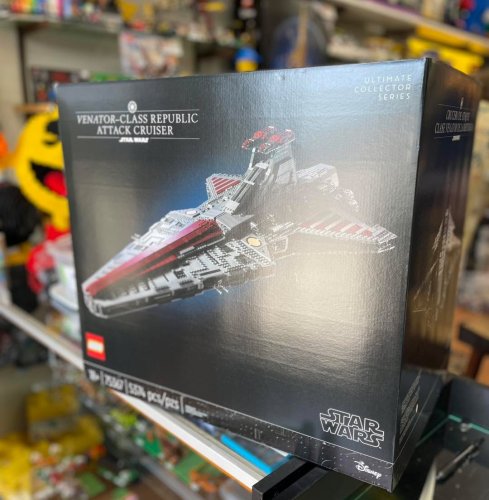 ULTIMATE
COLLECTOR
SERIES
VENATOR-CLASS REPUBLIC
ATTACK CRUISER
STAR WARS
LEGO
18+ 75367 5374 pcs/pzs
STAR
WARS
Disney